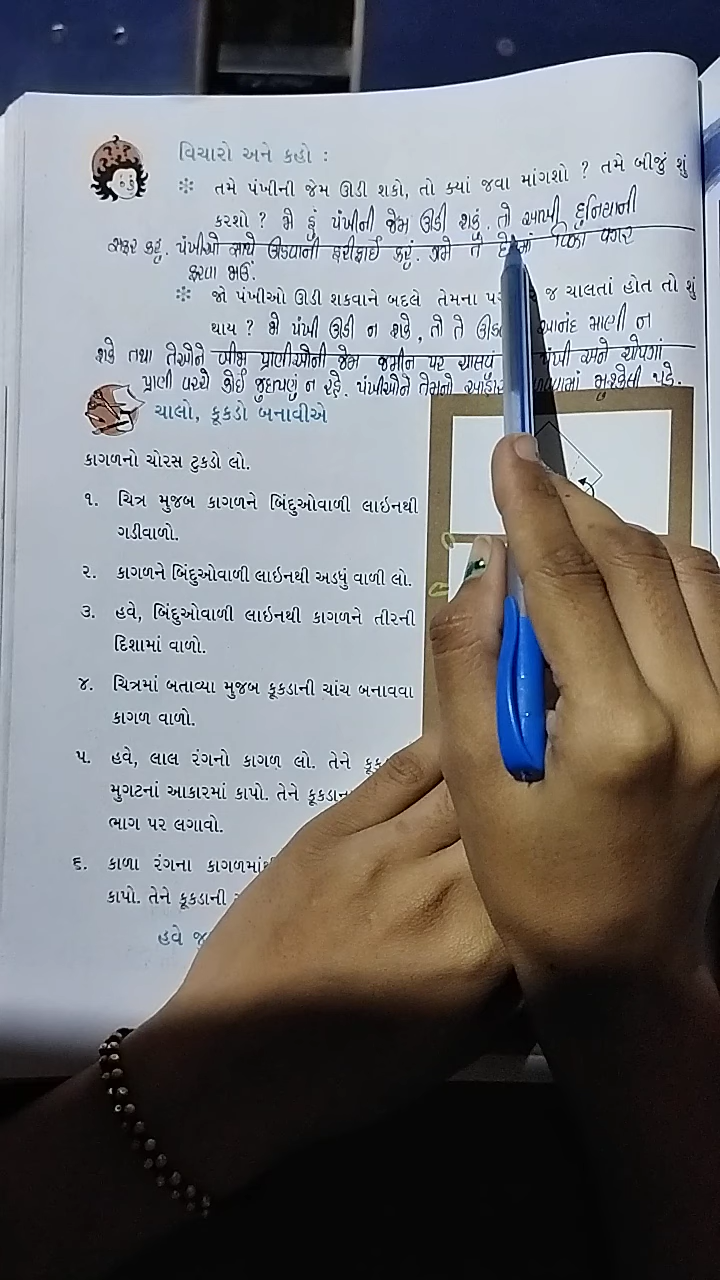 વિચારો અને કહો :
તમે પંખીની જેમ ઊડી શકો, તો ક્યાં જવા માંગશો ? તમે બીજું શું
કરશો ? જો હું પંખીની જેમ ઊડી શકું તો આખી દુનિયાની
સફર કરું. પંખીઓ સાથે ઊડવાની હરીફાઈ કરું. ગમે તે વિઝા વગર
ફરવા જાઉં.
જો પંખીઓ ઊડી શકવાને બદલે તેમના જ ચાલતાં હોત તો શું
થાય ? જો પંખી ઊડી ન શકે, તો તે આનંદ માણી ન
શકે તથા તેઓને બીજા પ્રાણીઓની જેમ જમીન પર ચાલવું પંખી અને ચોપગાં
પ્રાણી વચ્ચે કોઈ જુદાપણું ન રહે. પંખીઓને તેમનો મુશ્કેલી પડે.
ચાલો, કૂકડો બનાવીએ
કાગળનો ચોરસ ટુકડો લો.
૧. ચિત્ર મુજબ કાગળને બિંદુઓવાળી લાઇનથી
ગડીવાળો.
૨. કાગળને બિંદુઓવાળી લાઇનથી અડધું વાળી લો.
૩. હવે, બિંદુઓવાળી લાઇનથી કાગળને તીરની
દિશામાં વાળો.
૪. ચિત્રમાં બતાવ્યા મુજબ કૂકડાની ચાંચ બનાવવા
કાગળ વાળો.
૫. હવે, લાલ રંગનો કાગળ લો. તેને
મુગટનાં આકારમાં કાપો. તેને
ભાગ પર લગાવો.
૬. કાળા રંગના
કાપો. તેને કૂકડાની
હવે